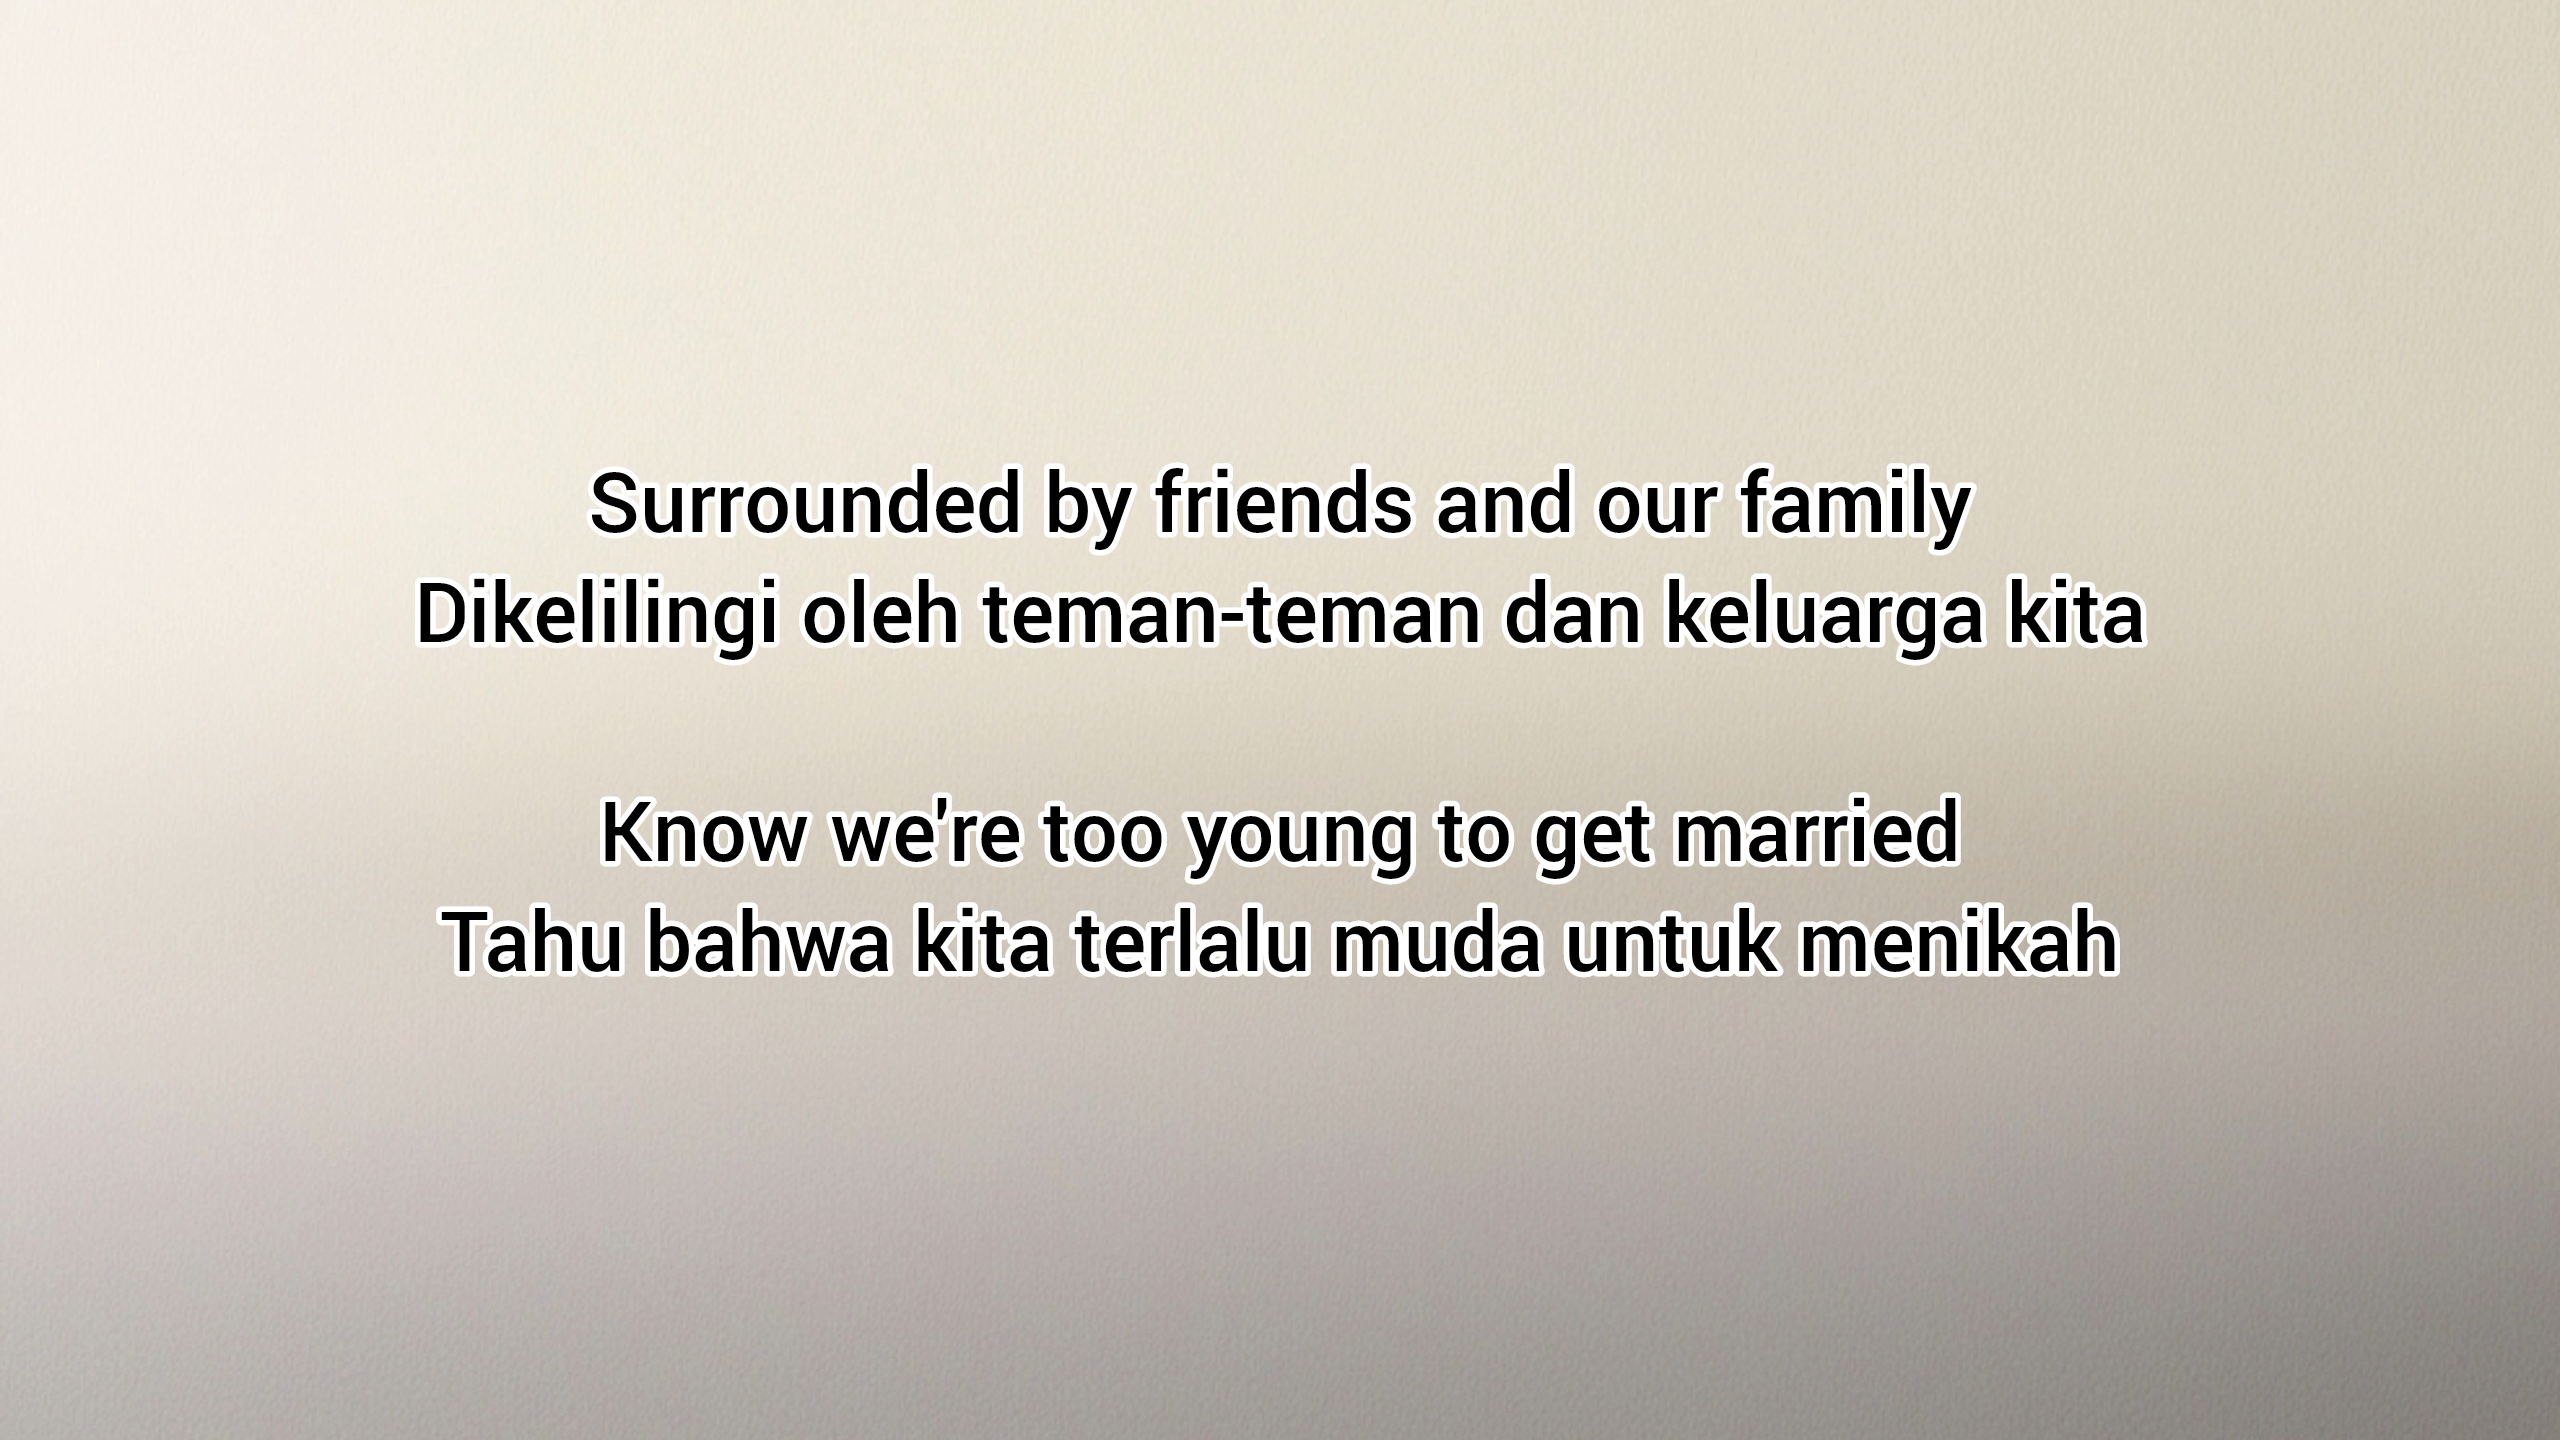 Surrounded by friends and our family
Dikelilingi oleh teman-teman dan keluarga kita
Know we're too young to get married
Tahu bahwa kita terlalu muda untuk menikah